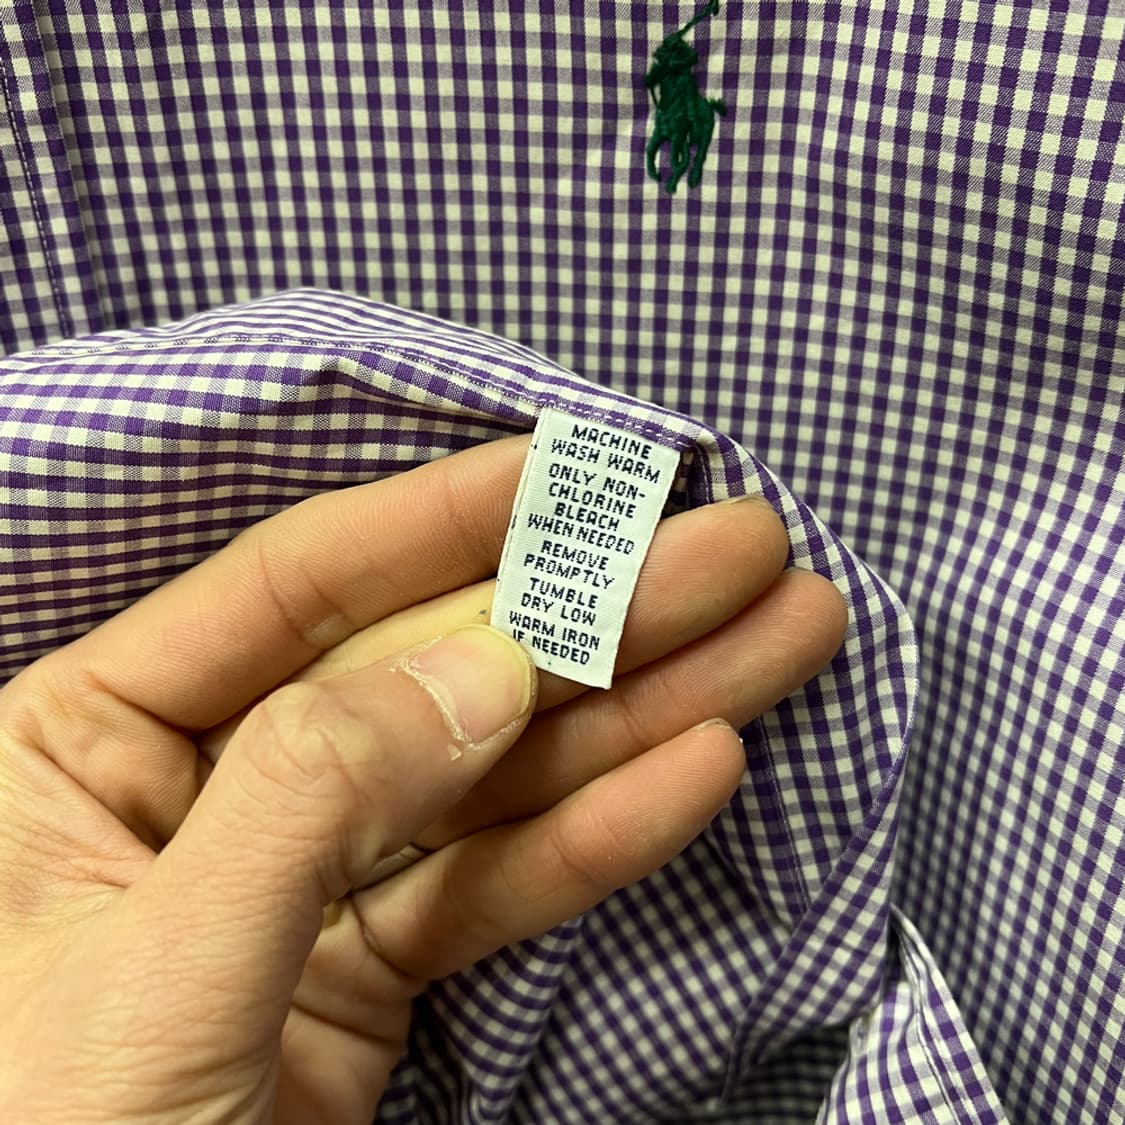 MACHINE
WASH WARM
ONLY NON-
CHLORINE
BLEACH
WHEN NEEDED
REMOVE
PROMPTLY
TUMBLE
DRY LOW
WARM IRON
IF NEEDED